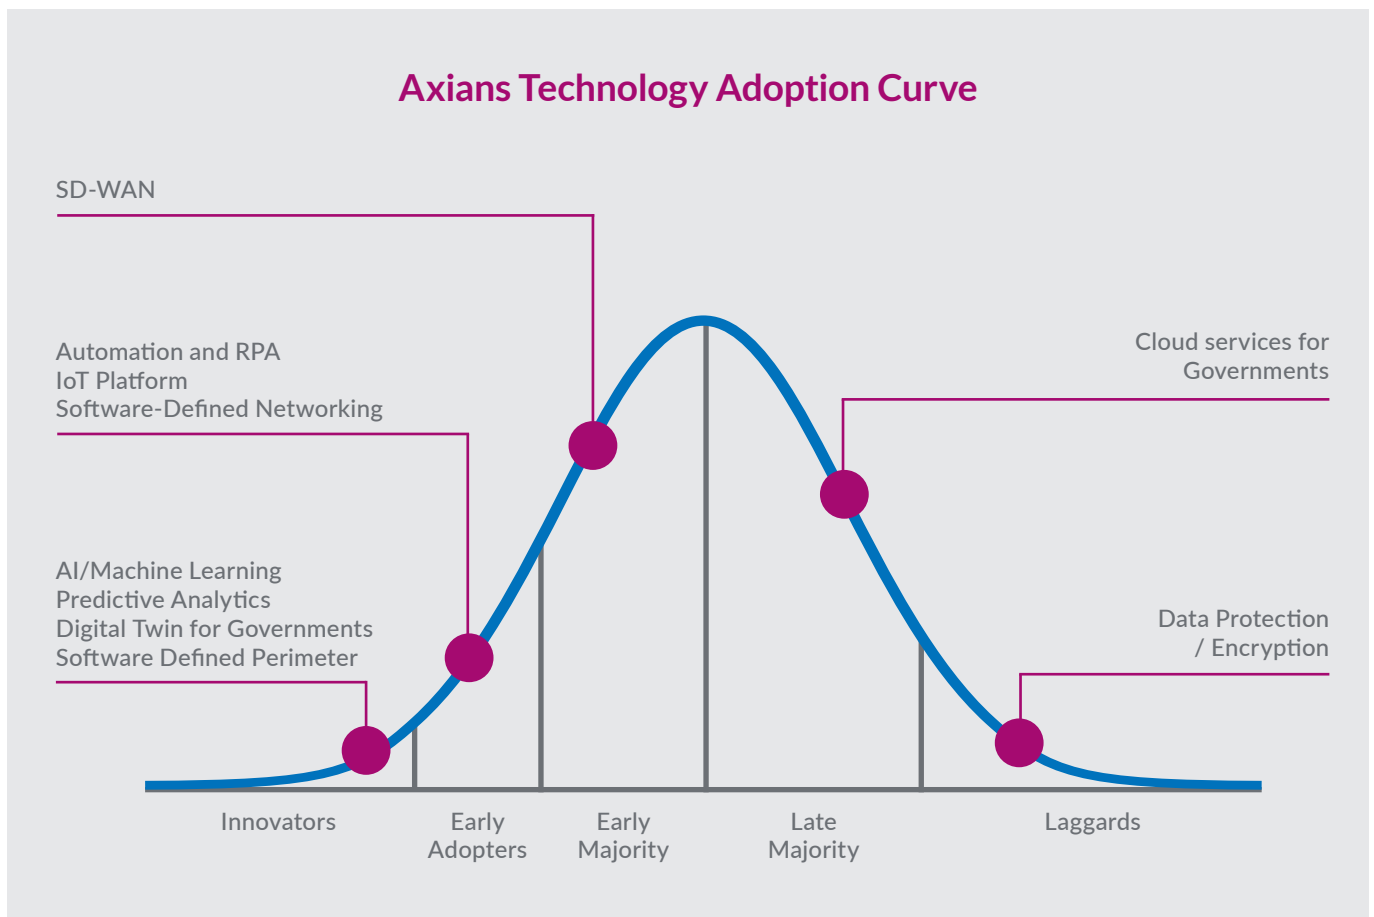 Axians Technology Adoption Curve
SD-WAN
Automation and RPA
IoT Platform
Software-Defined Networking
AI/Machine Learning
Predictive Analytics
Digital Twin for Governments
Software Defined Perimeter
Cloud services for
Governments
Data Protection
/ Encryption
Innovators
Early
Adopters
Early
Majority
Late
Majority
Laggards